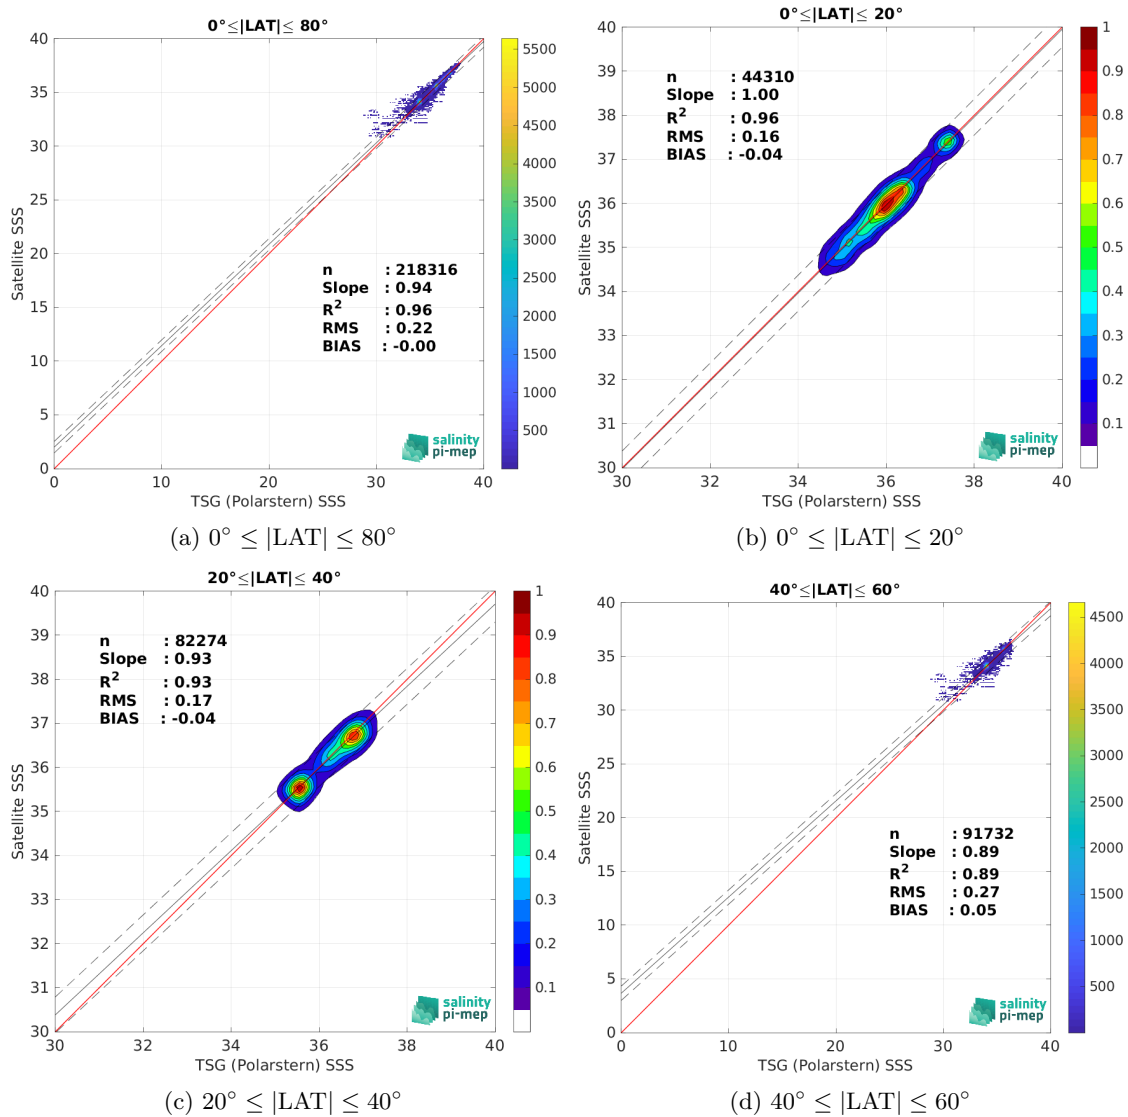 0°≤|LAT|≤ 80°
40
35
30
25
20
15
10
5
0
Satellite SSS
0
10
20
30
40
TSG (Polarstern) SSS
n : 218316
Slope : 0.94
R² : 0.96
RMS : 0.22
BIAS : -0.00
salinity
pi-mep
5500
5000
4500
4000
3500
3000
2500
2000
1500
1000
500
(a) 0° ≤ |LAT| ≤ 80°
0°≤|LAT|≤ 20°
40
39
38
37
36
35
34
33
32
31
30
Satellite SSS
30
32
34
36
38
40
TSG (Polarstern) SSS
n : 44310
Slope : 1.00
R² : 0.96
RMS : 0.16
BIAS : -0.04
salinity
pi-mep
1
0.9
0.8
0.7
0.6
0.5
0.4
0.3
0.2
0.1
(b) 0° ≤ |LAT| ≤ 20°
20°≤|LAT|≤ 40°
40
39
38
37
36
35
34
33
32
31
30
Satellite SSS
30
32
34
36
38
40
TSG (Polarstern) SSS
n : 82274
Slope : 0.93
R² : 0.93
RMS : 0.17
BIAS : -0.04
salinity
pi-mep
1
0.9
0.8
0.7
0.6
0.5
0.4
0.3
0.2
0.1
(c) 20° ≤ |LAT| ≤ 40°
40°≤|LAT|≤ 60°
40
35
30
25
20
15
10
5
0
Satellite SSS
0
10
20
30
40
TSG (Polarstern) SSS
n : 91732
Slope : 0.89
R² : 0.89
RMS : 0.27
BIAS : 0.05
salinity
pi-mep
4500
4000
3500
3000
2500
2000
1500
1000
500
(d) 40° ≤ |LAT| ≤ 60°